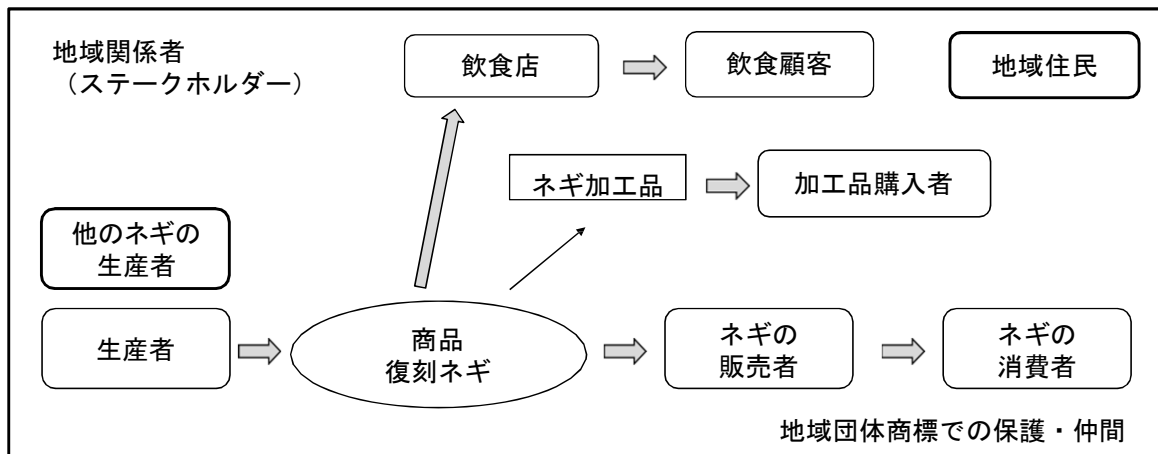 地域関係者
（ステークホルダー）
飲食店
飲食顧客
地域住民
ネギ加工品
加工品購入者
他のネギの
生産者
生産者
商品
復刻ネギ
ネギの
販売者
ネギの
消費者
地域団体商標での保護・仲間